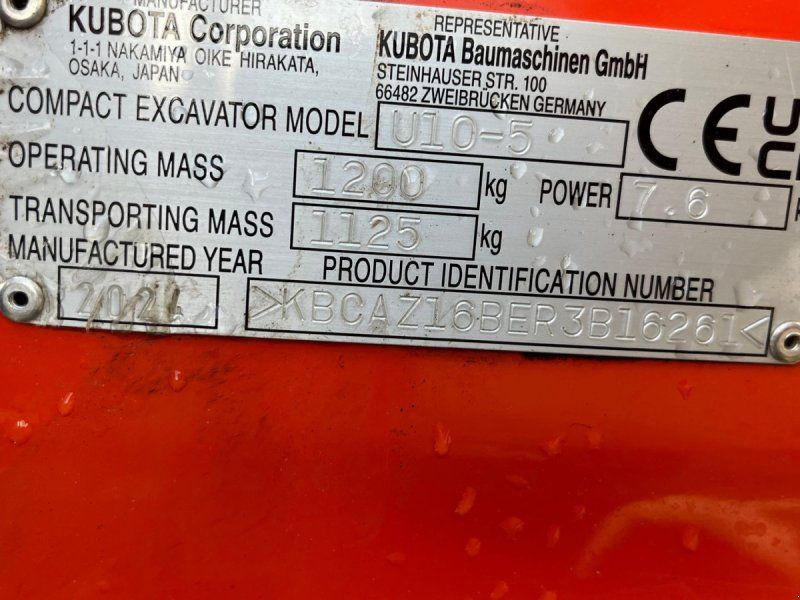 MANUFACTURER
KUBOTA Corporation
1-1-1 NAKAMIYA OIKE HIRAKATA,
OSAKA, JAPAN
REPRESENTATIVE
KUBOTA Baumaschinen GmbH
STEINHAUSER STR. 100
66482 ZWEIBRÜCKEN GERMANY
COMPACT EXCAVATOR MODEL U10-5
CE
OPERATING MASS 1200 kg POWER 7.6
TRANSPORTING MASS 1125 kg
MANUFACTURED YEAR PRODUCT IDENTIFICATION NUMBER
>KBCAZ16BER3B16261<